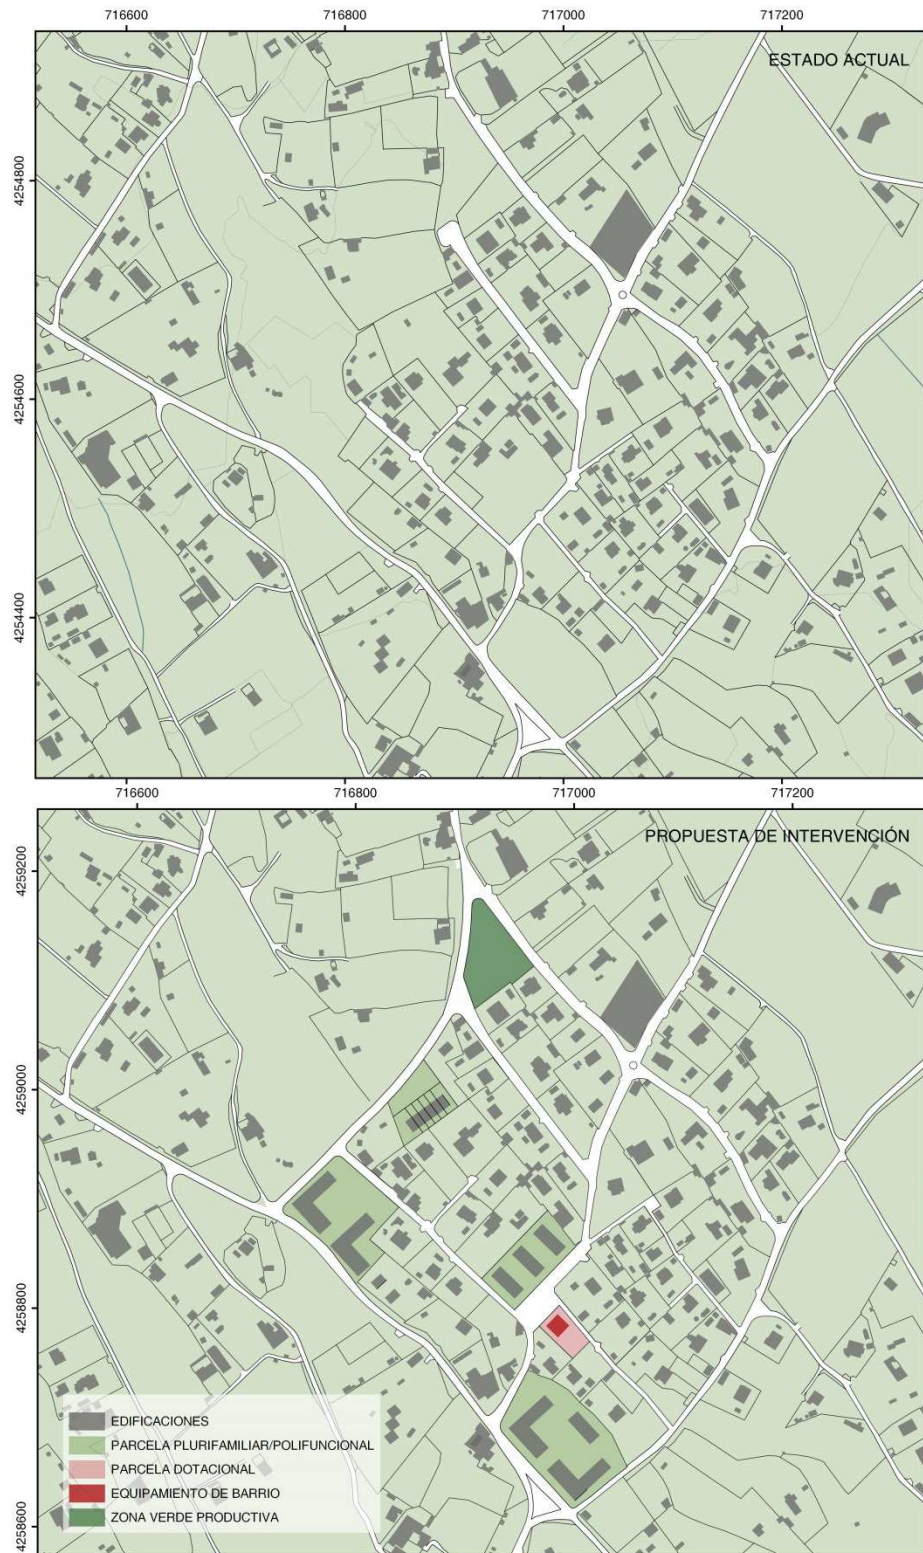 716600 716800 717000 717200
ESTADO ACTUAL
4254800
4254600
4254400
716600 716800 717000 717200
PROPUESTA DE INTERVENCIÓN
4259200
4259000
4258800
4258600
EDIFICACIONES
PARCELA PLURIFAMILIAR/POLIFUNCIONAL
PARCELA DOTACIONAL
EQUIPAMIENTO DE BARRIO
ZONA VERDE PRODUCTIVA